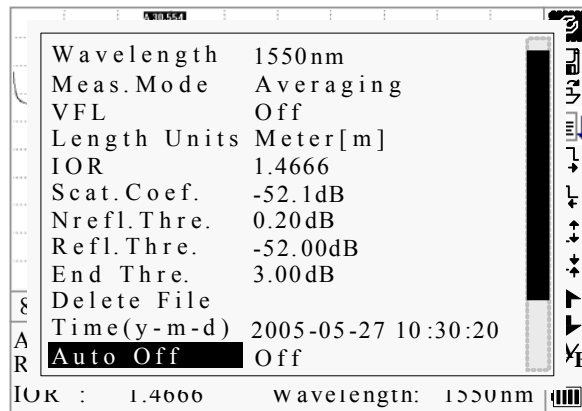 A 30.554
Wavelength 1550nm
Meas.Mode Averaging
VFL Off
Length Units Meter[m]
IOR 1.4666
Scat.Coef. -52.1dB
Nrefl.Thre. 0.20dB
Refl.Thre. -52.00dB
End Thre. 3.00dB
Delete File
Time(y-m-d) 2005-05-27 10:30:20
Auto Off Off
A
R
IOR : 1.4666 Wavelength: 1550nm